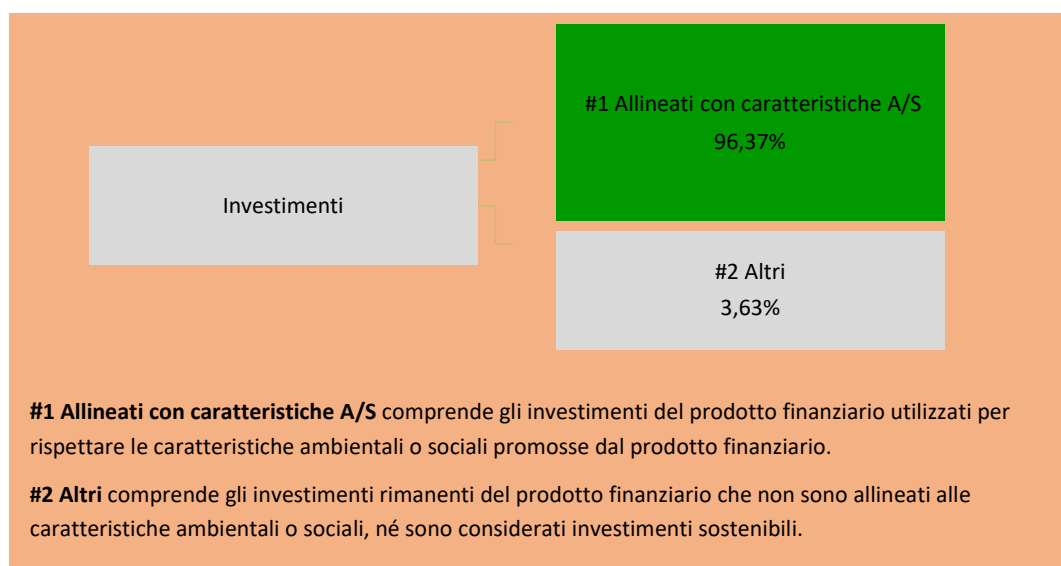 #1 Allineati con caratteristiche A/S
96,37%
Investimenti
#2 Altri
3,63%
#1 Allineati con caratteristiche A/S comprende gli investimenti del prodotto finanziario utilizzati per
rispettare le caratteristiche ambientali o sociali promosse dal prodotto finanziario.
#2 Altri comprende gli investimenti rimanenti del prodotto finanziario che non sono allineati alle
caratteristiche ambientali o sociali, né sono considerati investimenti sostenibili.